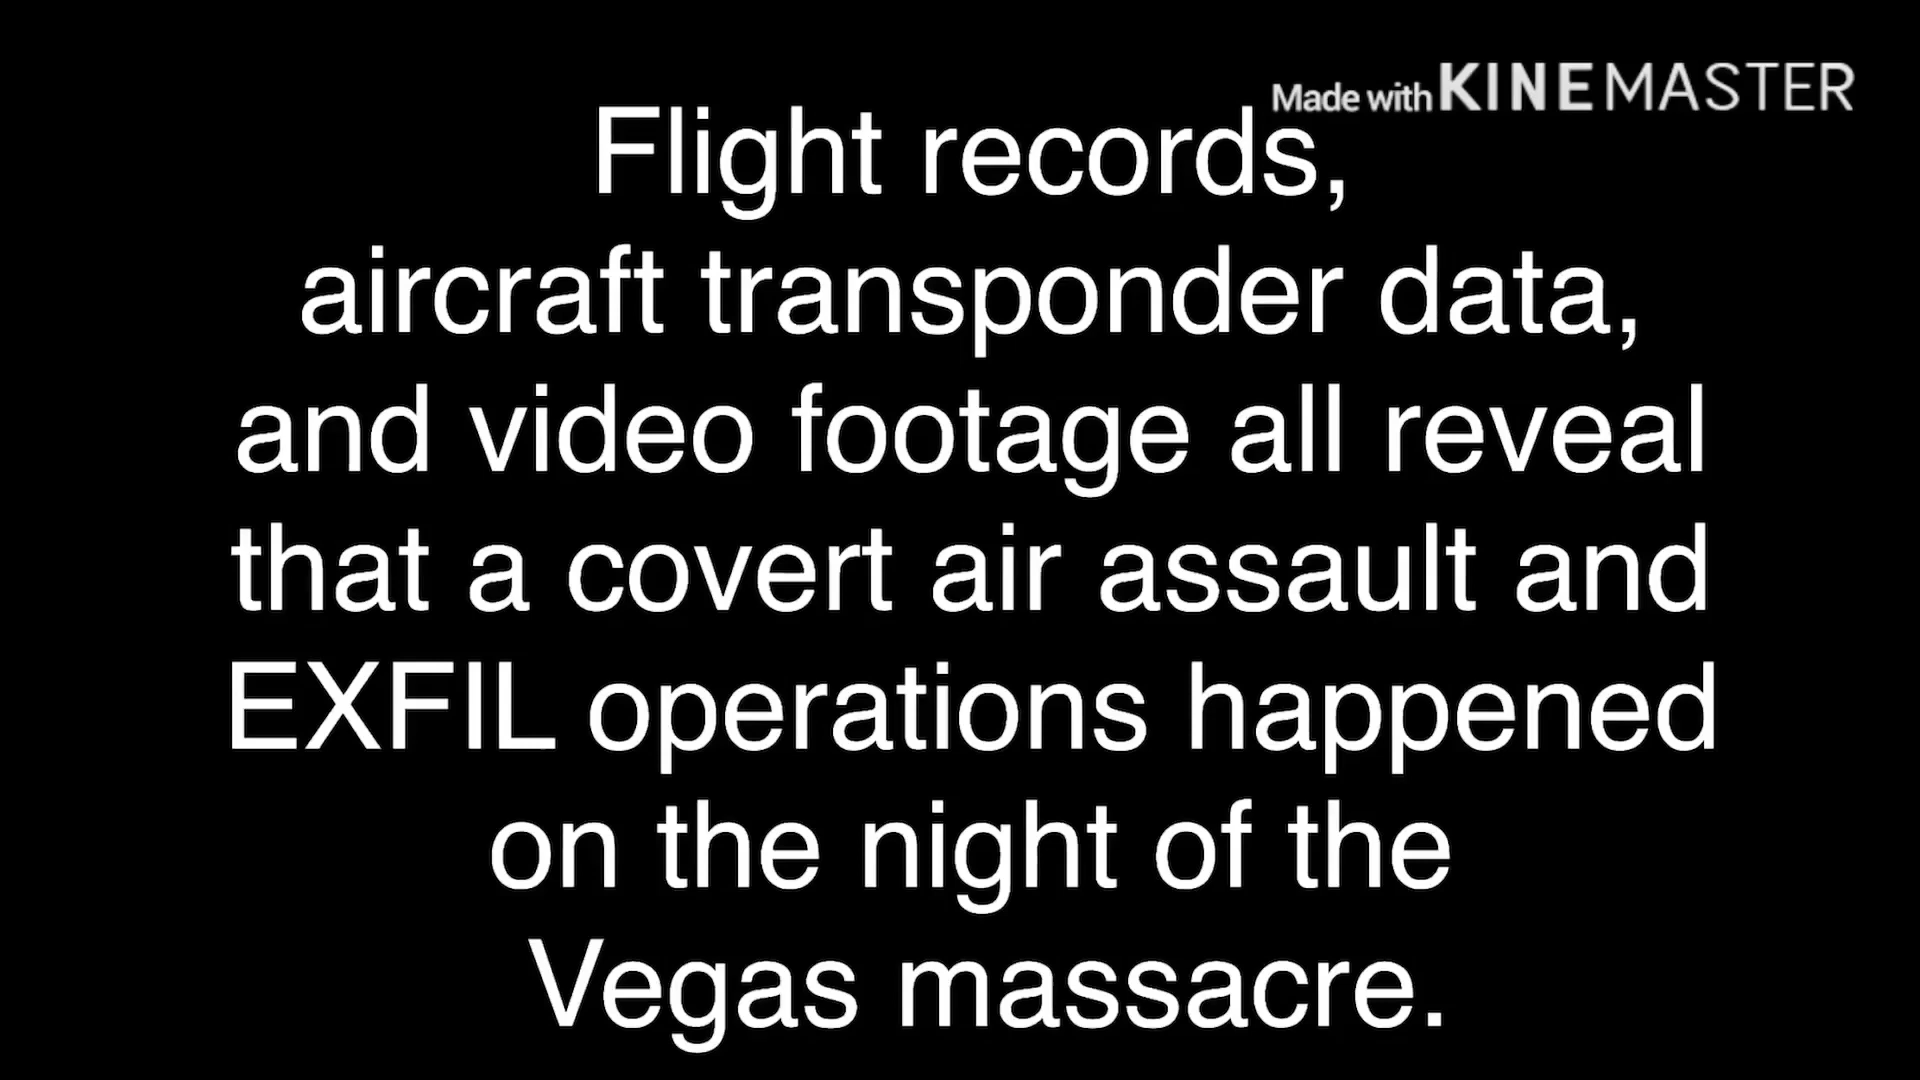 Made with KINEMASTER
Flight records,
aircraft transponder data,
and video footage all reveal
that a covert air assault and
EXFIL operations happened
on the night of the
Vegas massacre.